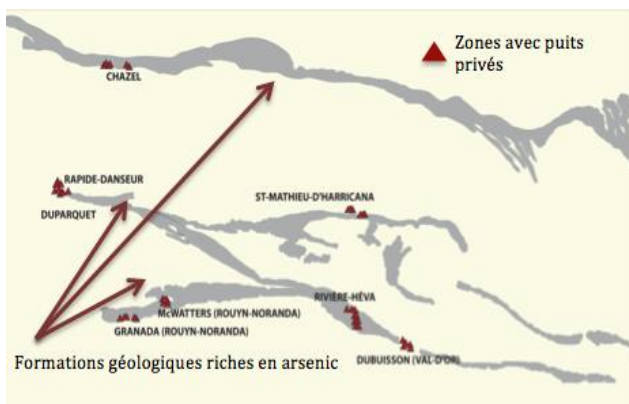 Zones avec puits
privés
CHAZEL
RAPIDE-DANSEUR
DUPARQUET
ST-MATHIEU-D'HARRICANA
RIVIÈRE-HÉVA
McWATTERS (ROUYN-NORANDA)
GRANADA (ROUYN-NORANDA)
DUBUISSON (VAL-D'OR)
Formations géologiques riches en arsenic